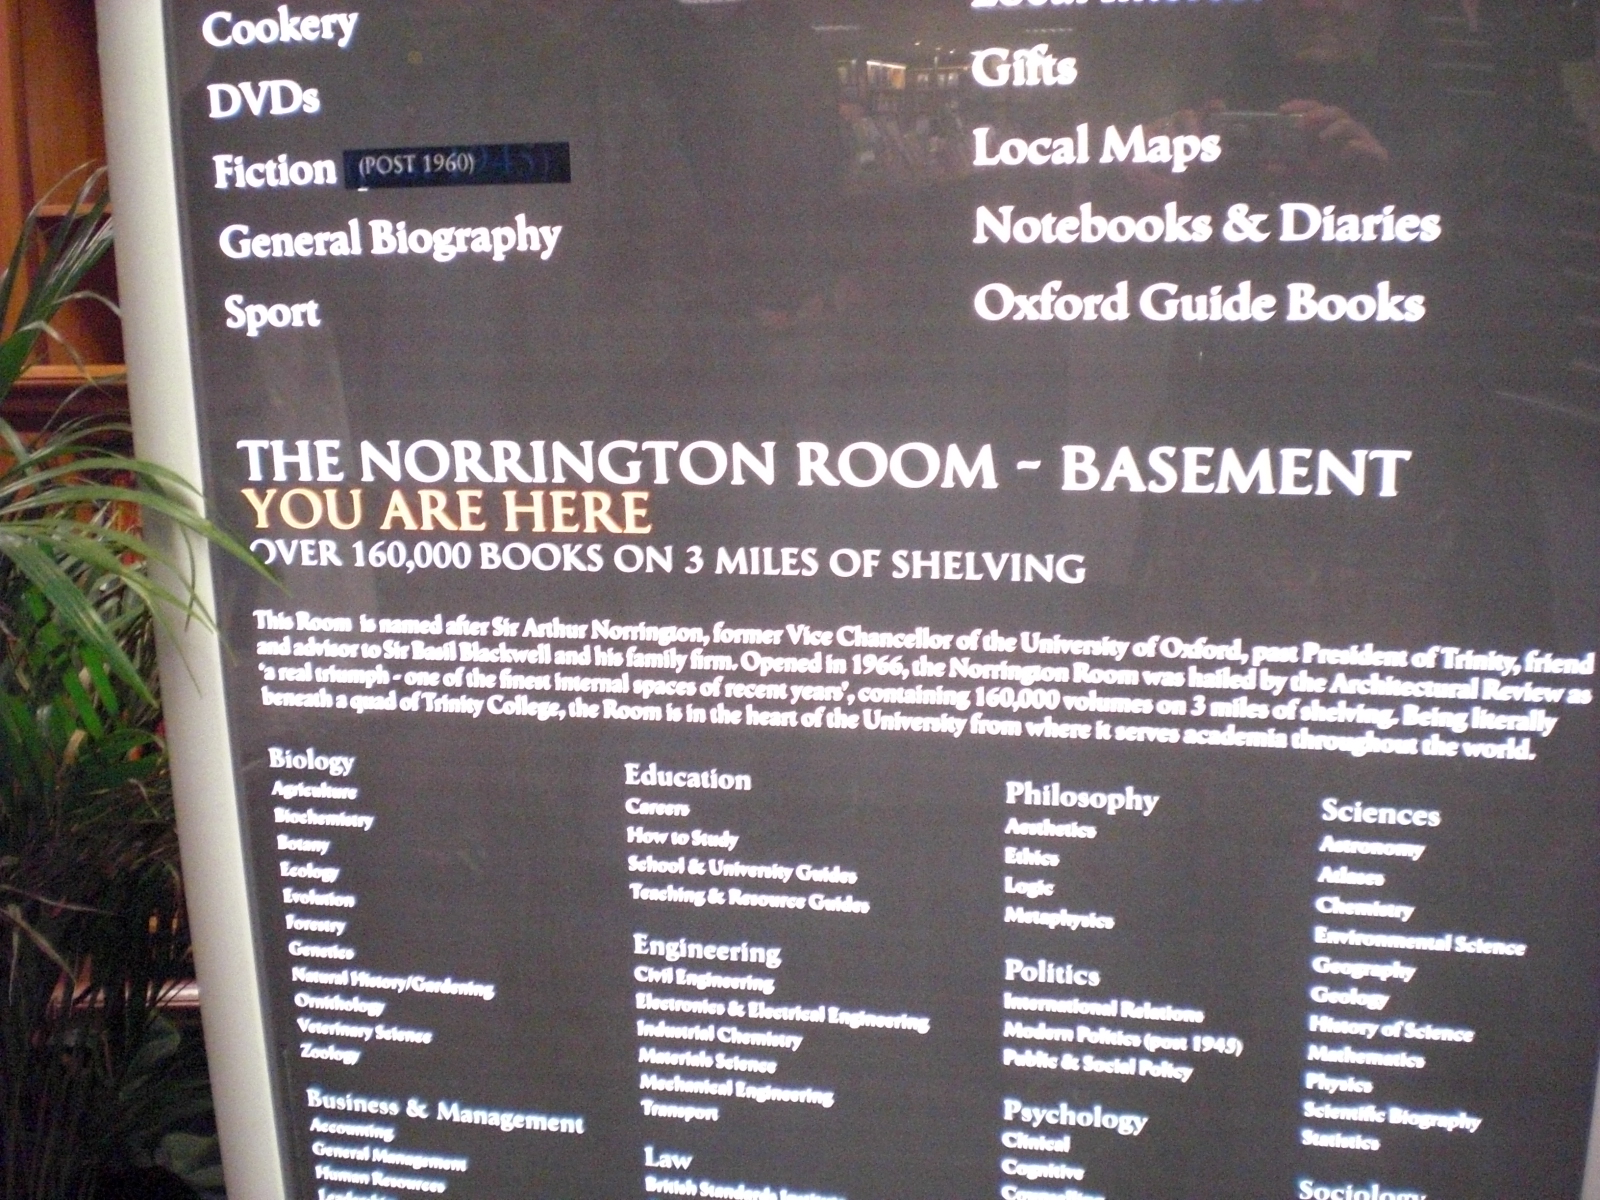 Cookery
DVDs
Fiction (POST 1960)
General Biography
Sport
Gifts
Local Maps
Notebooks & Diaries
Oxford Guide Books
THE NORRINGTON ROOM - BASEMENT
YOU ARE HERE
OVER 160,000 BOOKS ON 3 MILES OF SHELVING
This Room is named after Sir Arthur Norrington, former Vice Chancellor of the University of Oxford, past President of Trinity, friend
and advisor to Sir Basil Blackwell and his family firm. Opened in 1966, the Norrington Room was hailed by the Architectural Review as
'a real triumph - one of the finest internal spaces of recent years', containing 160,000 volumes on 3 miles of shelving. Being literally
beneath a quad of Trinity College, the Room is in the heart of the University from where it serves academia throughout the world.
Biology
Agriculture
Biochemistry
Botany
Ecology
Evolution
Forestry
Genetics
Natural History/Gardening
Ornithology
Veterinary Science
Zoology
Business & Management
Accounting
General Management
Human Resources
Education
Careers
How to Study
School & University Guides
Teaching & Resource Guides
Engineering
Civil Engineering
Electronics & Electrical Engineering
Industrial Chemistry
Materials Science
Mechanical Engineering
Transport
Law
British Standards
Philosophy
Aesthetics
Ethics
Logic
Metaphysics
Politics
International Relations
Modern Politics (post 1945)
Public & Social Policy
Psychology
Clinical
Cognitive
Sciences
Astronomy
Atlases
Chemistry
Environmental Science
Geography
Geology
History of Science
Mathematics
Physics
Scientific Biography
Statistics
Sociology